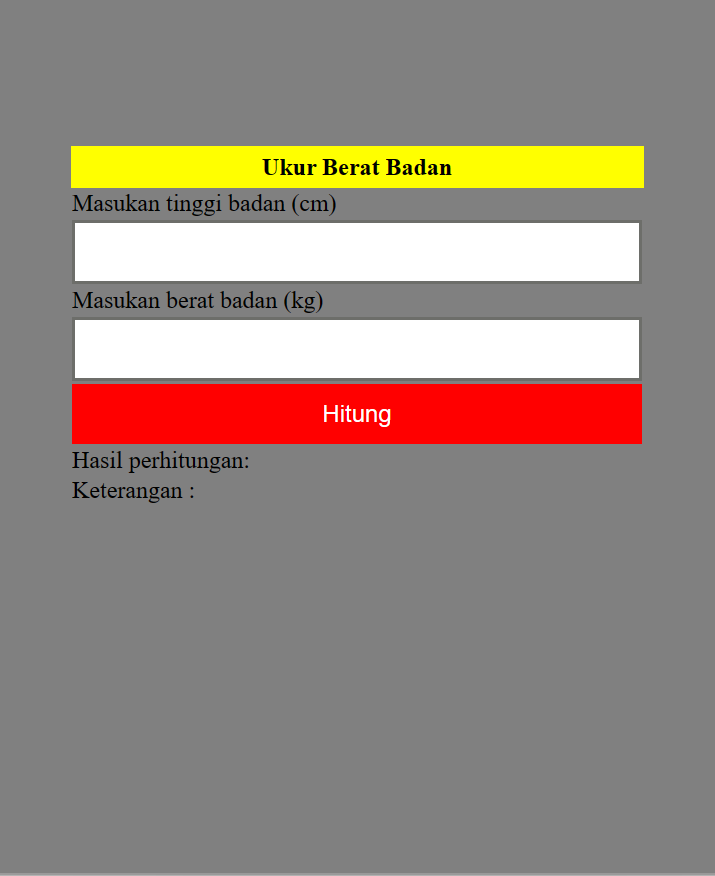 Ukur Berat Badan
Masukan tinggi badan (cm)
Masukan berat badan (kg)
Hitung
Hasil perhitungan:
Keterangan :